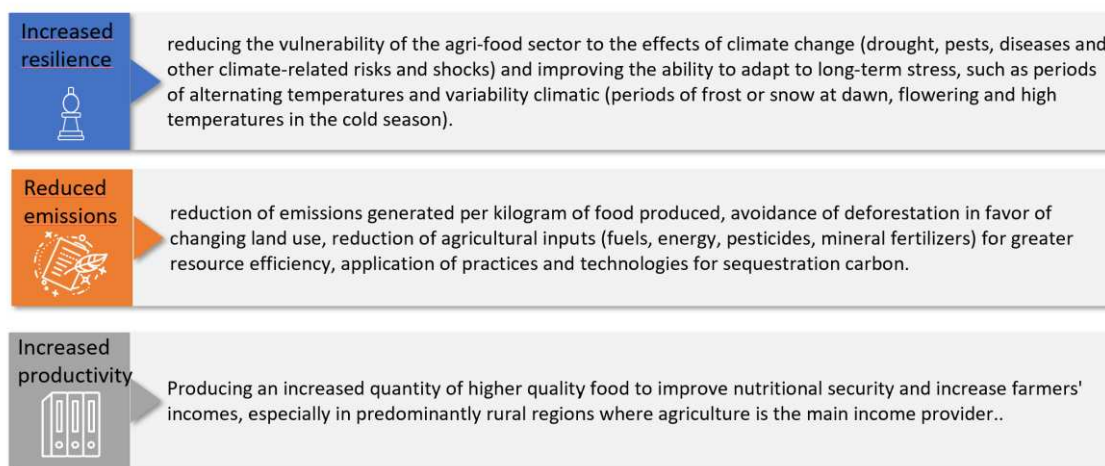 Increased
resilience
reducing the vulnerability of the agri-food sector to the effects of climate change (drought, pests, diseases and
other climate-related risks and shocks) and improving the ability to adapt to long-term stress, such as periods
of alternating temperatures and variability climatic (periods of frost or snow at dawn, flowering and high
temperatures in the cold season).
Reduced
emissions
reduction of emissions generated per kilogram of food produced, avoidance of deforestation in favor of
changing land use, reduction of agricultural inputs (fuels, energy, pesticides, mineral fertilizers) for greater
resource efficiency, application of practices and technologies for sequestration carbon.
Increased
productivity
Producing an increased quantity of higher quality food to improve nutritional security and increase farmers'
incomes, especially in predominantly rural regions where agriculture is the main income provider..